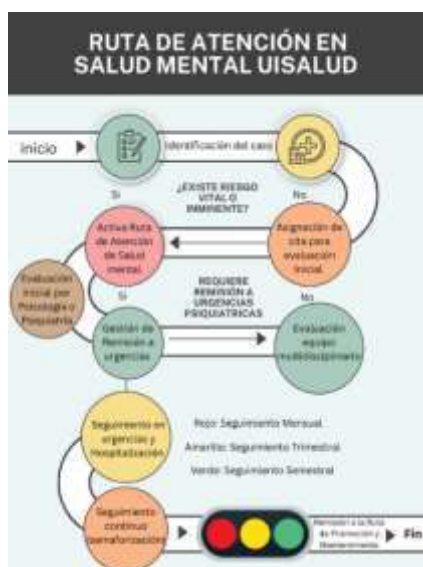 RUTA DE ATENCIÓN EN
SALUD MENTAL UISALUD
inicio
Identificación del caso
Si
¿EXISTE RIESGO
VITAL O
IMMINENTE?
No
Activa Ruta
de Atención
de Salud
mental
Asignación de
cita para
evaluación
inicial
Evaluación
inicial por
Psicología o
Psiquiatría
Si
REQUIERE
REMISIÓN A
URGENCIAS
PSIQUIATRICAS
No
Gestión de
Remisión a
urgencias
Evaluación
equipo
multidisciplinario
Seguimiento en
urgencias y
Hospitalización
Rojo: Seguimiento Mensual
Amarillo: Seguimiento Trimestral
Verde: Seguimiento Semestral
Seguimiento
continuo
(semaforización)
Remisión a la Ruta
de Promoción y
Mantenimiento
Fin